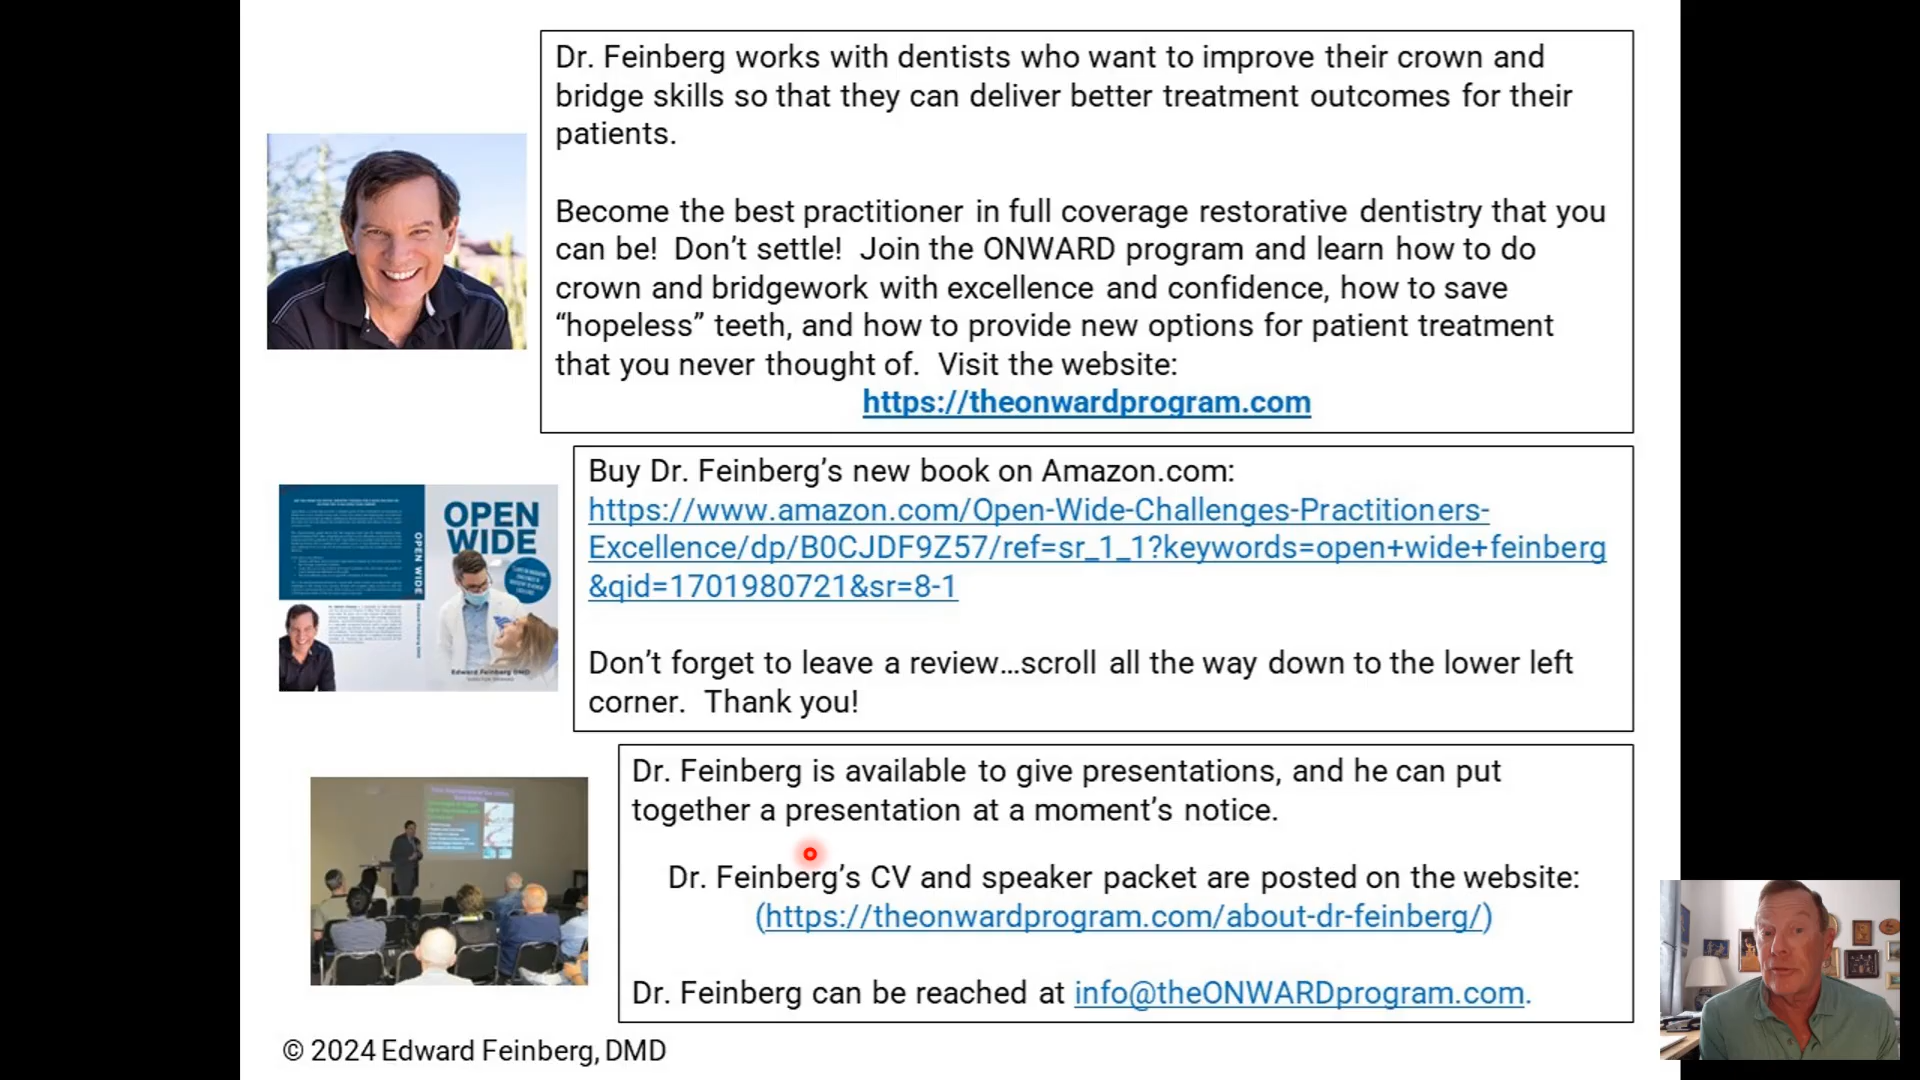 Dr. Feinberg works with dentists who want to improve their crown and
bridge skills so that they can deliver better treatment outcomes for their
patients.
Become the best practitioner in full coverage restorative dentistry that you
can be!  Don’t settle!  Join the ONWARD program and learn how to do
crown and bridgework with excellence and confidence, how to save
“hopeless” teeth, and how to provide new options for patient treatment
that you never thought of.  Visit the website:
https://theonwardprogram.com
OPEN
WIDE
OPEN WIDE
Edward Feinberg DMD
Buy Dr. Feinberg’s new book on Amazon.com:
https://www.amazon.com/Open-Wide-Challenges-Practitioners-
Excellence/dp/B0CJDF9Z57/ref=sr_1_1?keywords=open+wide+feinberg
&qid=1701980721&sr=8-1
Don’t forget to leave a review...scroll all the way down to the lower left
corner.  Thank you!
Dr. Feinberg is available to give presentations, and he can put
together a presentation at a moment’s notice.
Dr. Feinberg’s CV and speaker packet are posted on the website:
(https://theonwardprogram.com/about-dr-feinberg/)
Dr. Feinberg can be reached at info@theONWARDprogram.com.
© 2024 Edward Feinberg, DMD